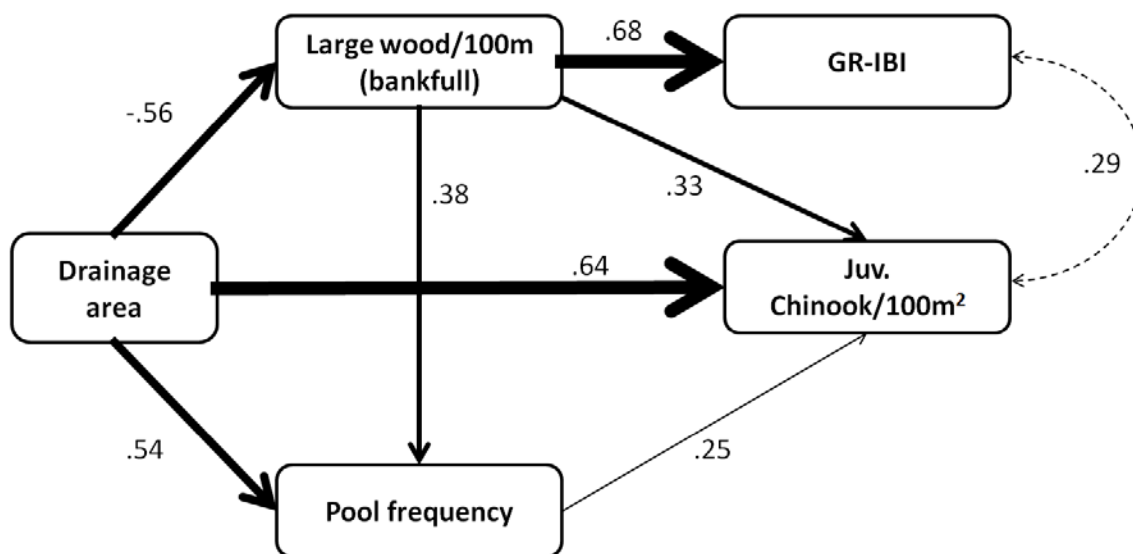 Large wood/100m
(bankfull)
.68
GR-IBI
-.56
.38
.33
.29
Drainage
area
.64
Juv.
Chinook/100m²
.54
.25
Pool frequency